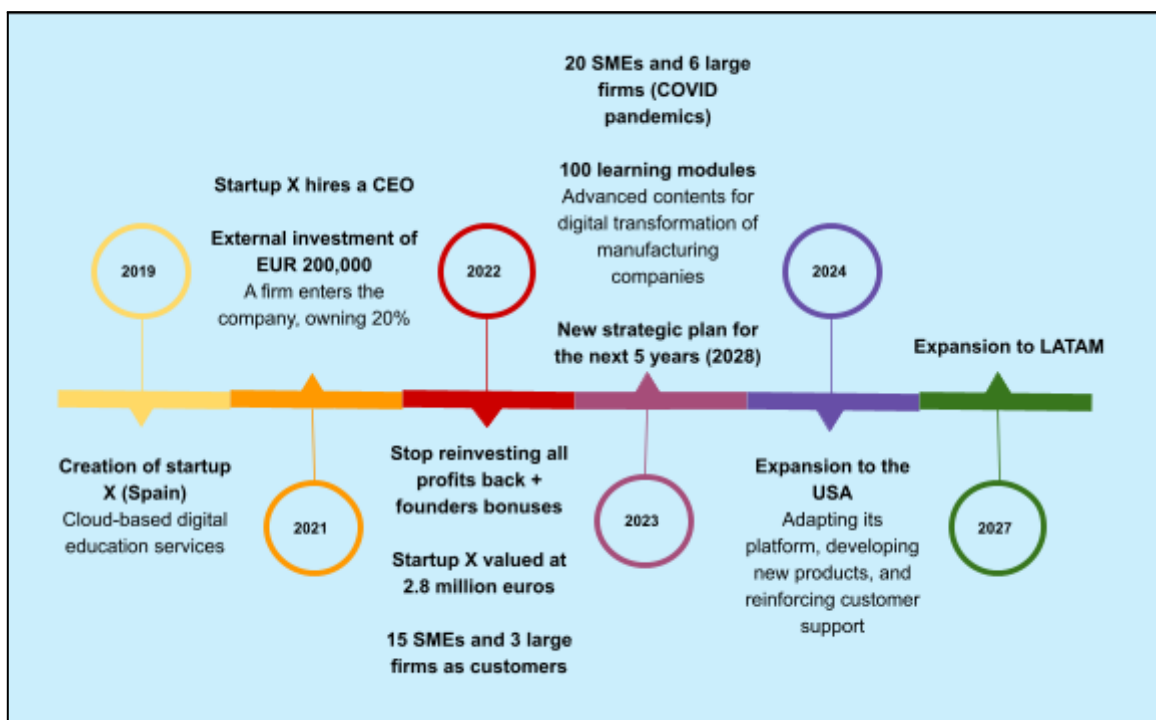 2019
Creation of startup
X (Spain)
Cloud-based digital
education services
Startup X hires a CEO
External investment of
EUR 200,000
A firm enters the
company, owning 20%
2021
2022
Stop reinvesting all
profits back +
founders bonuses
Startup X valued at
2.8 million euros
15 SMEs and 3 large
firms as customers
20 SMEs and 6 large
firms (COVID
pandemics)
100 learning modules
Advanced contents for
digital transformation of
manufacturing
companies
New strategic plan for
the next 5 years (2028)
2023
2024
Expansion to the
USA
Adapting its
platform, developing
new products, and
reinforcing customer
support
Expansion to LATAM
2027